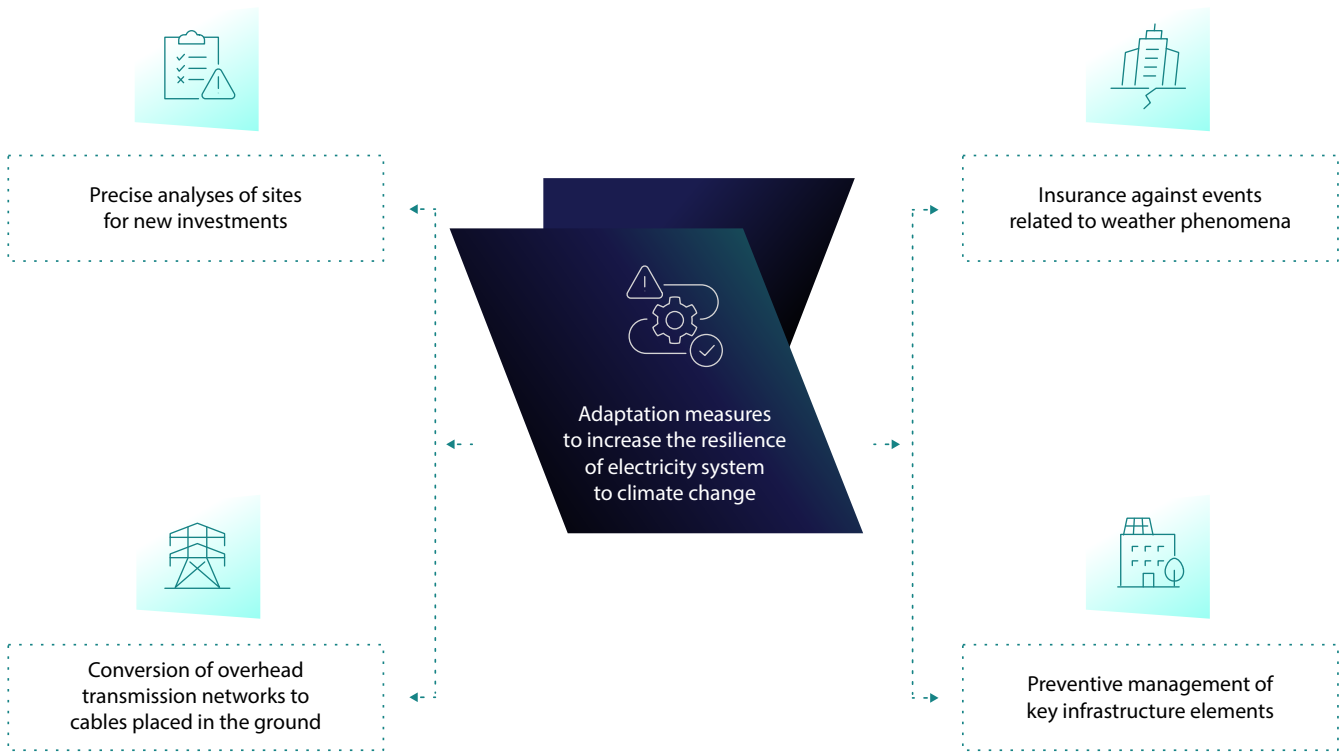 Precise analyses of sites
for new investments
Insurance against events
related to weather phenomena
Adaptation measures
to increase the resilience
of electricity system
to climate change
Conversion of overhead
transmission networks to
cables placed in the ground
Preventive management of
key infrastructure elements